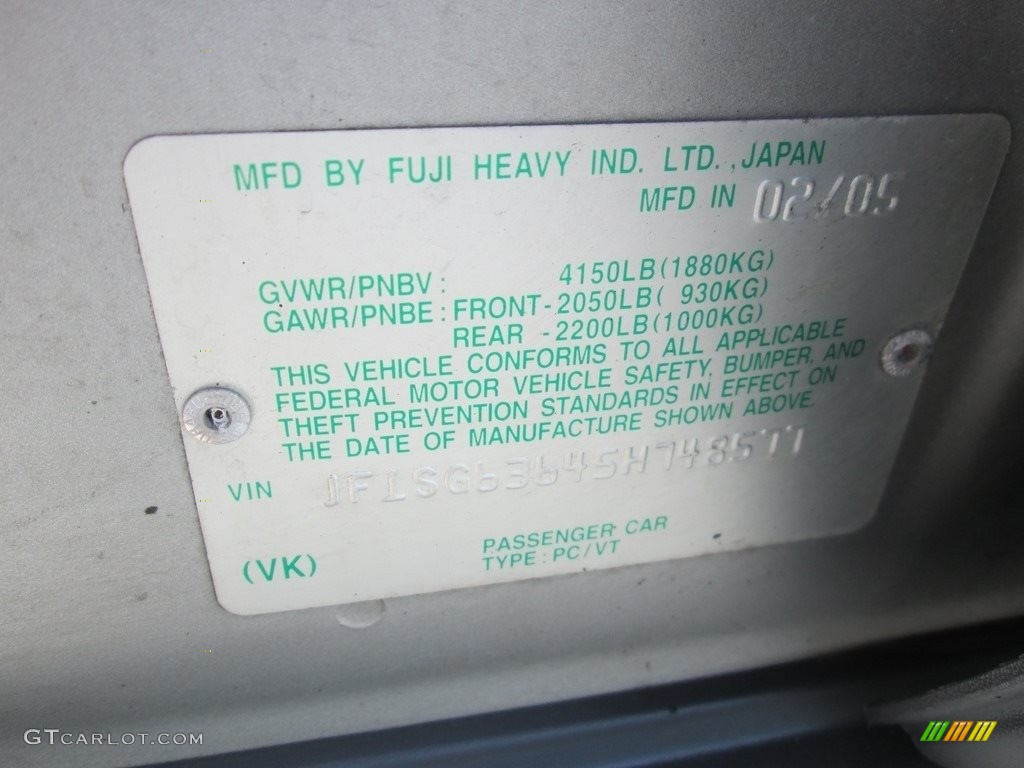 MFD BY FUJI HEAVY IND. LTD.,JAPAN
MFD IN 02/05
GVWR/PNBV: 4150LB(1880KG)
GAWR/PNBE: FRONT-2050LB( 930KG)
REAR -2200LB(1000KG)
THIS VEHICLE CONFORMS TO ALL APPLICABLE
FEDERAL MOTOR VEHICLE SAFETY, BUMPER, AND
THEFT PREVENTION STANDARDS IN EFFECT ON
THE DATE OF MANUFACTURE SHOWN ABOVE.
VIN JF1SG63645H748577
(VK)
PASSENGER CAR
TYPE: PC/VT
GTCARLOT.COM